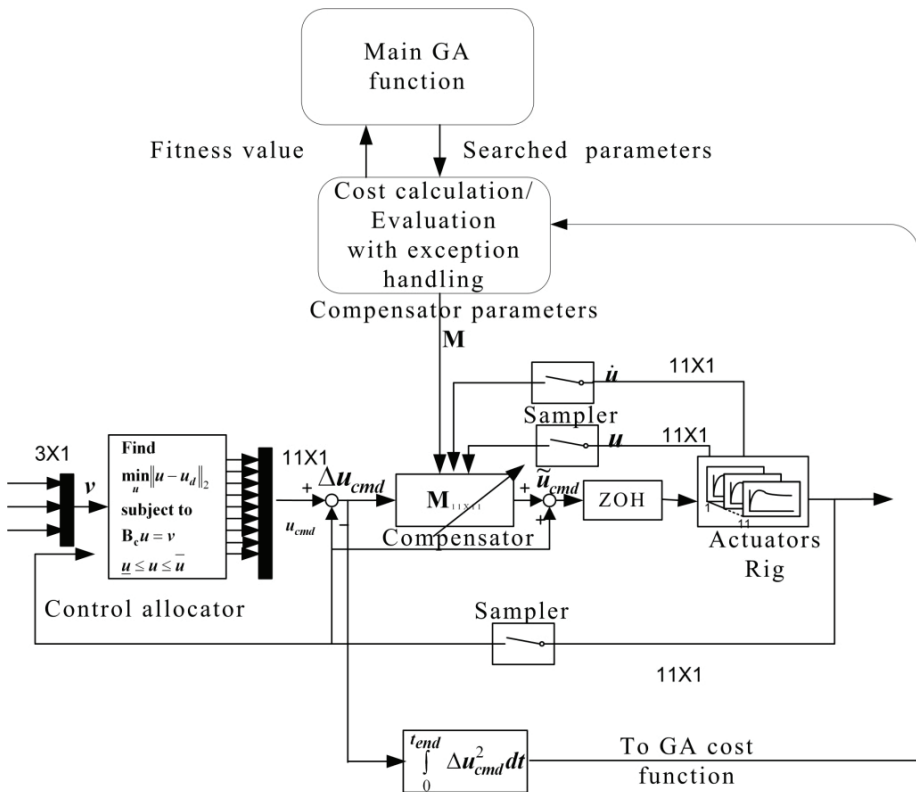 Main GA
function
Fitness value
Searched parameters
Cost calculation/
Evaluation
with exception
handling
Compensator parameters
M
u̇
11X1
Sampler
u
11X1
3X1
v
Find
min‖u − u_d‖₂
u
subject to
B_c u = v
u̲ ≤ u ≤ u̅
Control allocator
11X1
+
u_cmd
−
Δu_cmd
M₁₁ₓ₁₁
Compensator
+
+
ũ_cmd
ZOH
1
11
Actuators
Rig
Sampler
11X1
t_end
∫ Δu²_cmd dt
0
To GA cost
function